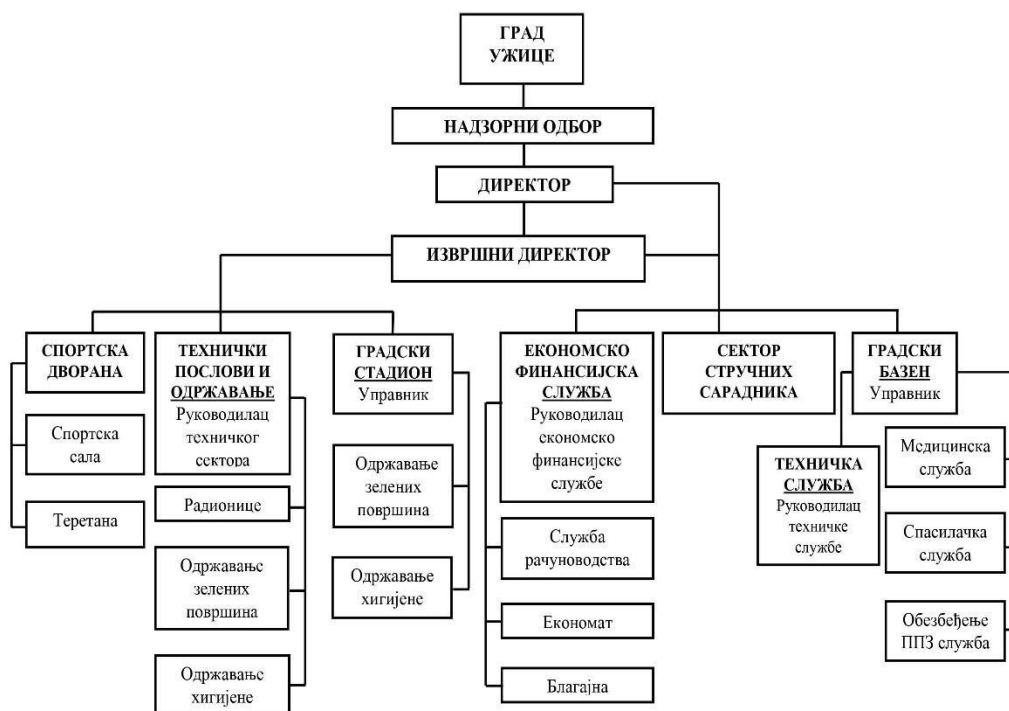 ГРАД
УЖИЦЕ
НАДЗОРНИ ОДБОР
ДИРЕКТОР
ИЗВРШНИ ДИРЕКТОР
СПОРТСКА
ДВОРАНА
Спортска
сала
Теретана
ТЕХНИЧКИ
ПОСЛОВИ И
ОДРЖАВАЊЕ
Руководилац
техничког
сектора
Радионице
Одржавање
зелених
површина
Одржавање
хигијене
ГРАДСКИ
СТАДИОН
Управник
Одржавање
зелених
површина
Одржавање
хигијене
ЕКОНОМСКО
ФИНАНСИЈСКА
СЛУЖБА
Руководилац
економско
финансијске
службе
Служба
рачуноводства
Економат
Благајна
СЕКТОР
СТРУЧНИХ
САРАДНИКА
ГРАДСКИ
БАЗЕН
Управник
ТЕХНИЧКА
СЛУЖБА
Руководилац
техничке
службе
Медицинска
служба
Спасилачка
служба
Обезбеђење
ППЗ служба